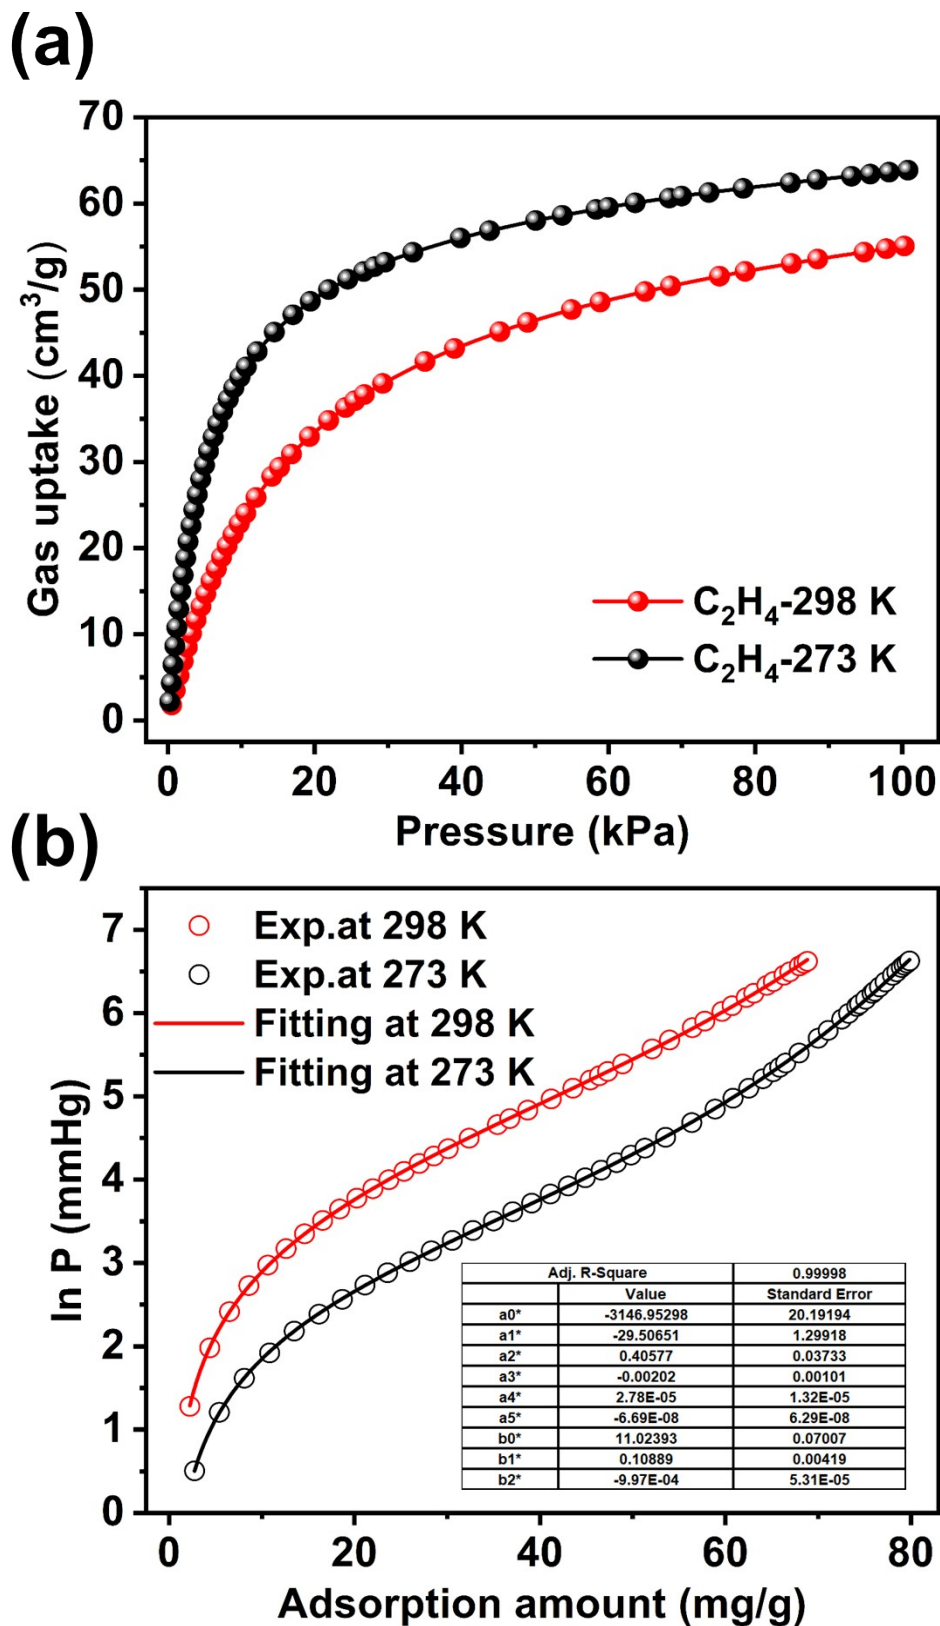 (a)
70
60
50
40
30
20
10
0
Gas uptake (cm³/g)
C₂H₄-298 K
C₂H₄-273 K
0 20 40 60 80 100
Pressure (kPa)
(b)
7
6
5
4
3
2
1
0
ln P (mmHg)
Exp.at 298 K
Exp.at 273 K
Fitting at 298 K
Fitting at 273 K
Adj. R-Square 0.99998
Value Standard Error
a0* -3146.95298 20.19194
a1* -29.50651 1.29918
a2* 0.40577 0.03733
a3* -0.00202 0.00101
a4* 2.78E-05 1.32E-05
a5* -6.69E-08 6.29E-08
b0* 11.02393 0.07007
b1* 0.10889 0.00419
b2* -9.97E-04 5.31E-05
0 20 40 60 80
Adsorption amount (mg/g)